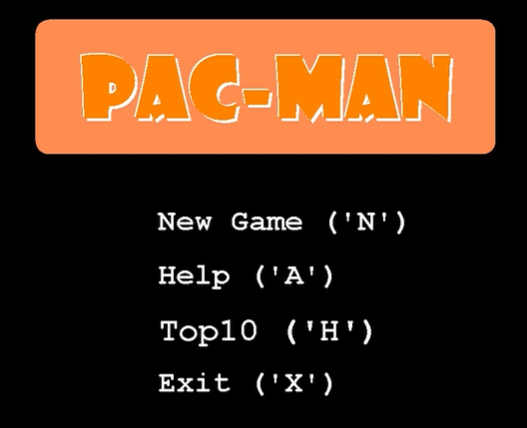 PAC-MAN
New Game ('N')
Help ('A')
Top10 ('H')
Exit ('X')